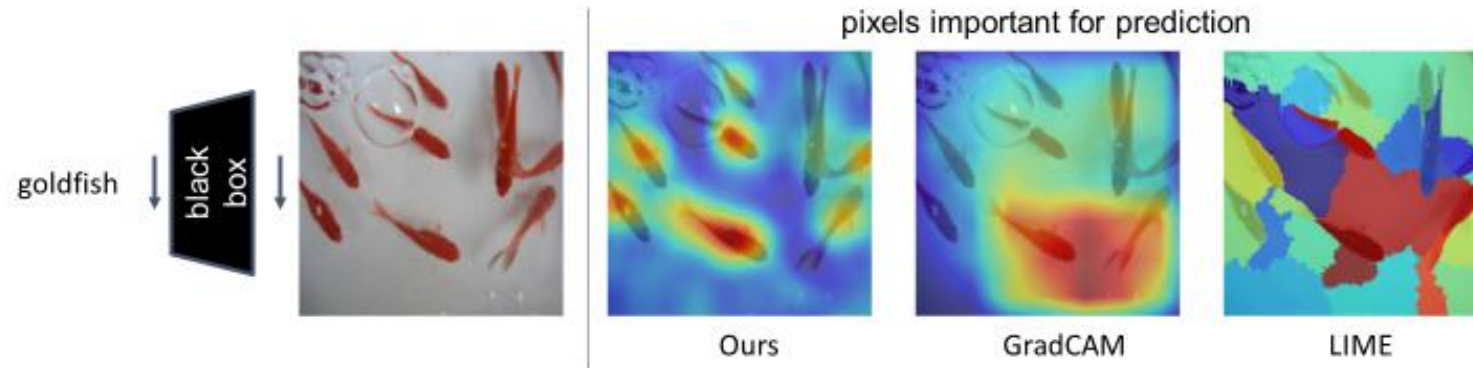 pixels important for prediction
goldfish
black
box
Ours
GradCAM
LIME